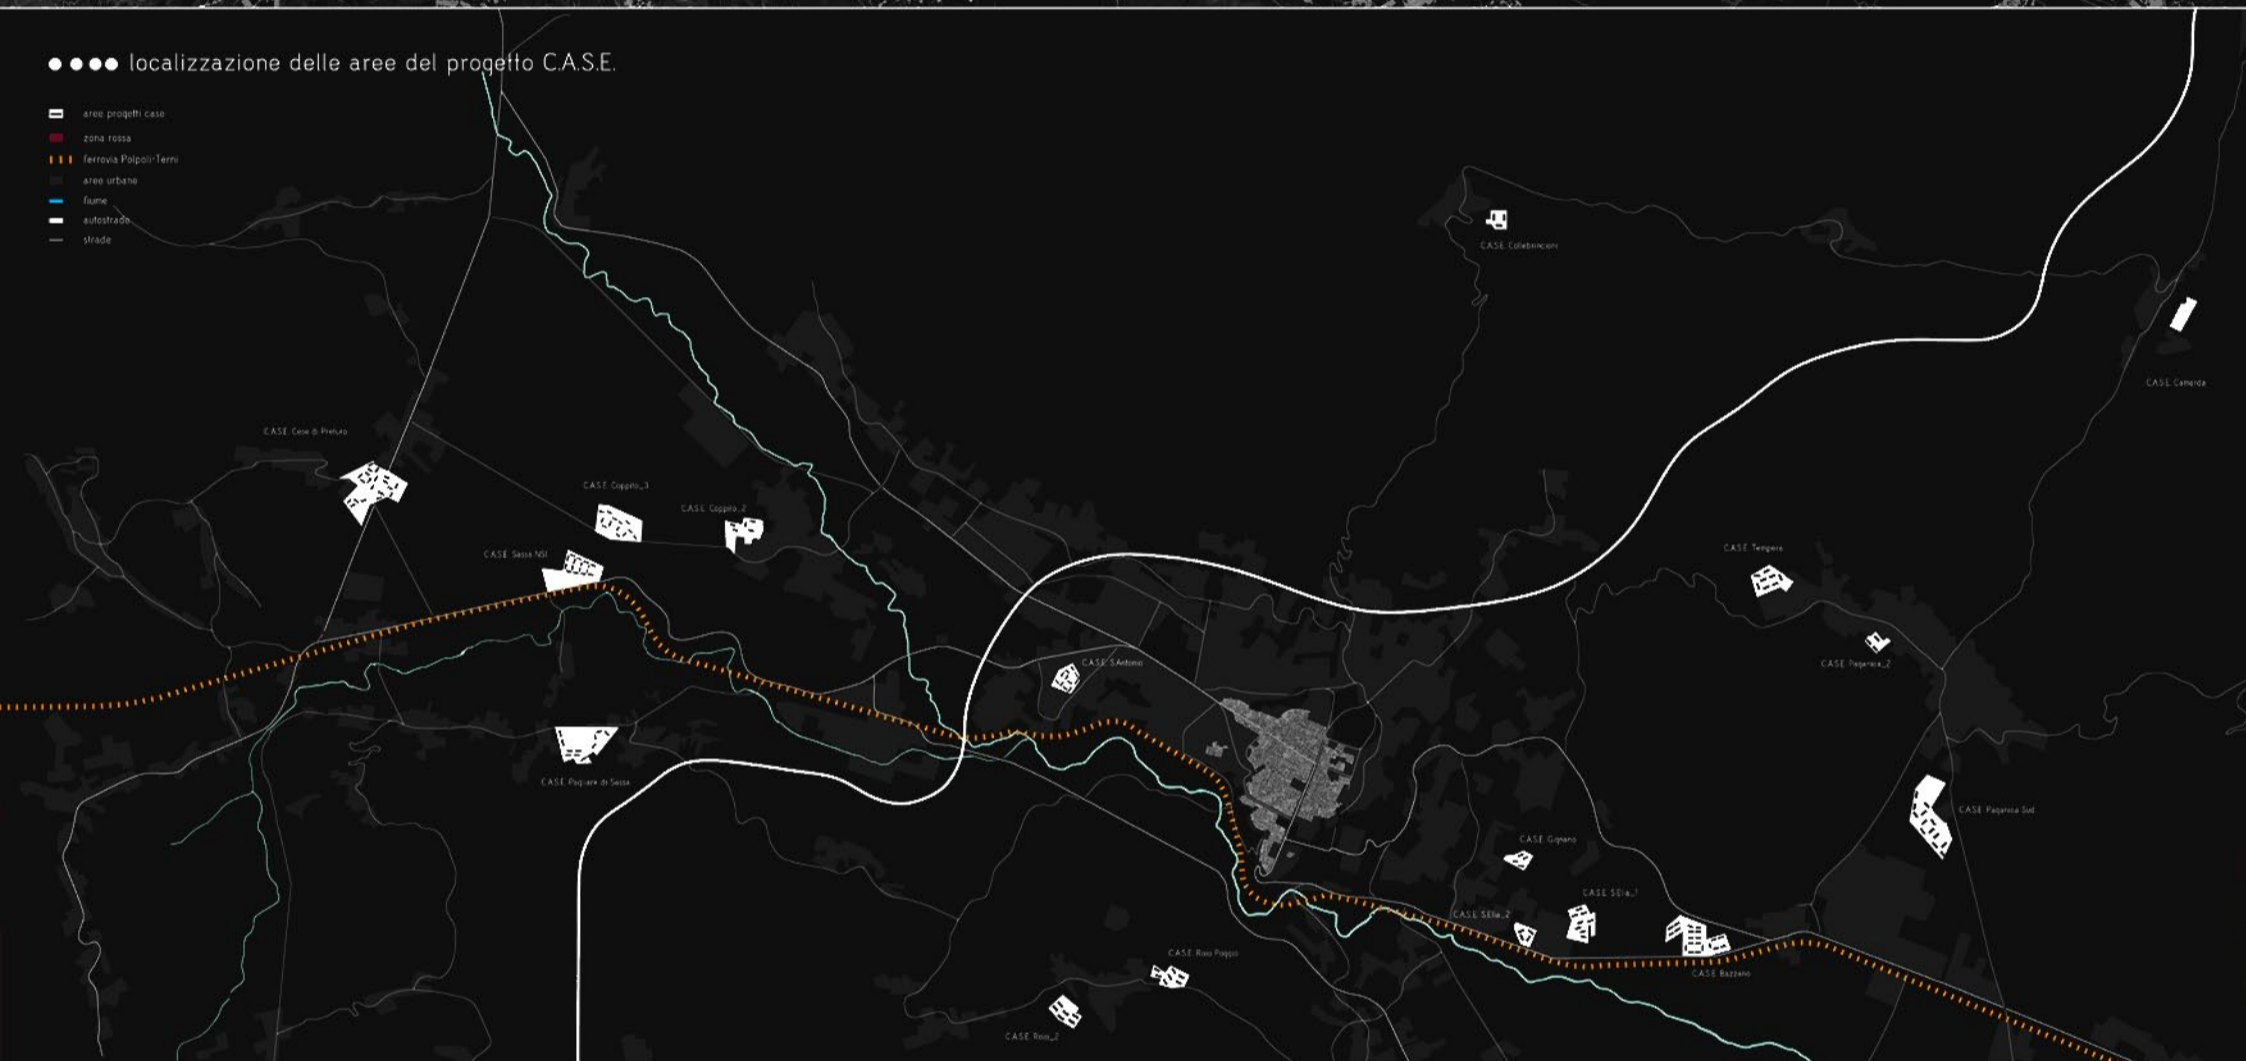 localizzazione delle aree del progetto C.A.S.E.
aree progetti case
zona rossa
ferrovia Polpoli-Terni
aree urbane
fiume
autostrade
strade
C.A.S.E. Collebrincioni
C.A.S.E. Camarda
C.A.S.E. Cese di Preturo
C.A.S.E. Coppito_3
C.A.S.E. Coppito_2
C.A.S.E. Sassa NSI
C.A.S.E. Tempera
C.A.S.E. S.Antonio
C.A.S.E. Paganica_2
C.A.S.E. Pagliare di Sassa
C.A.S.E. Paganica Sud
C.A.S.E. Gignano
C.A.S.E. S.Elia_1
C.A.S.E. S.Elia_2
C.A.S.E. Roio Poggio
C.A.S.E. Bazzano
C.A.S.E. Roio_2